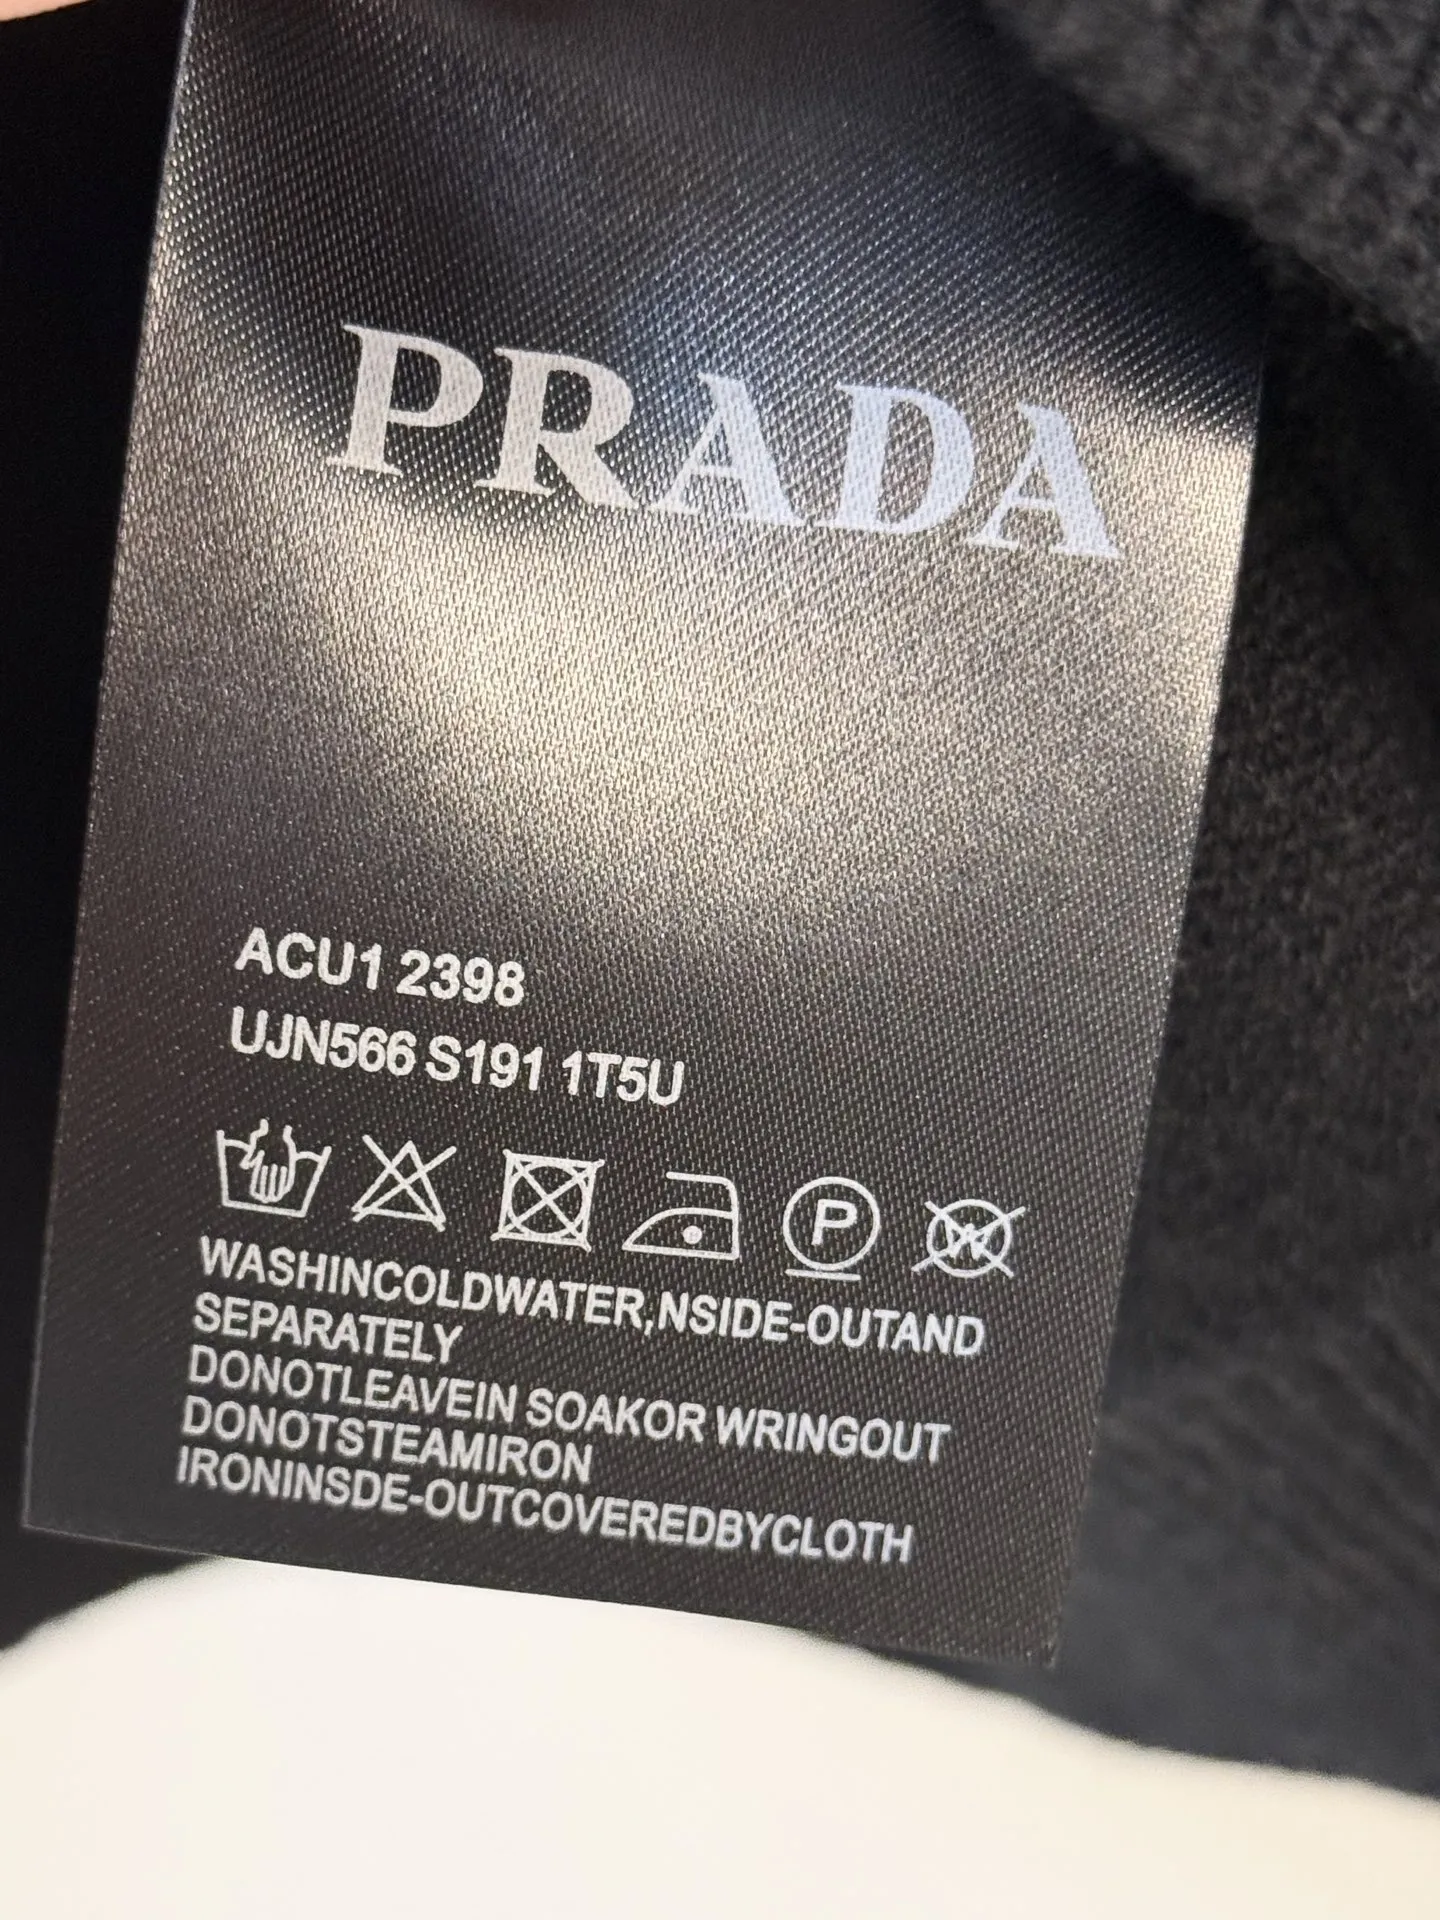 PRADA
ACU1 2398
UJN566 S191 1T5U
P
W
WASHINCOLDWATER,NSIDE-OUTAND
SEPARATELY
DONOTLEAVEIN SOAKOR WRINGOUT
DONOTSTEAMIRON
IRONINSDE-OUTCOVEREDBYCLOTH